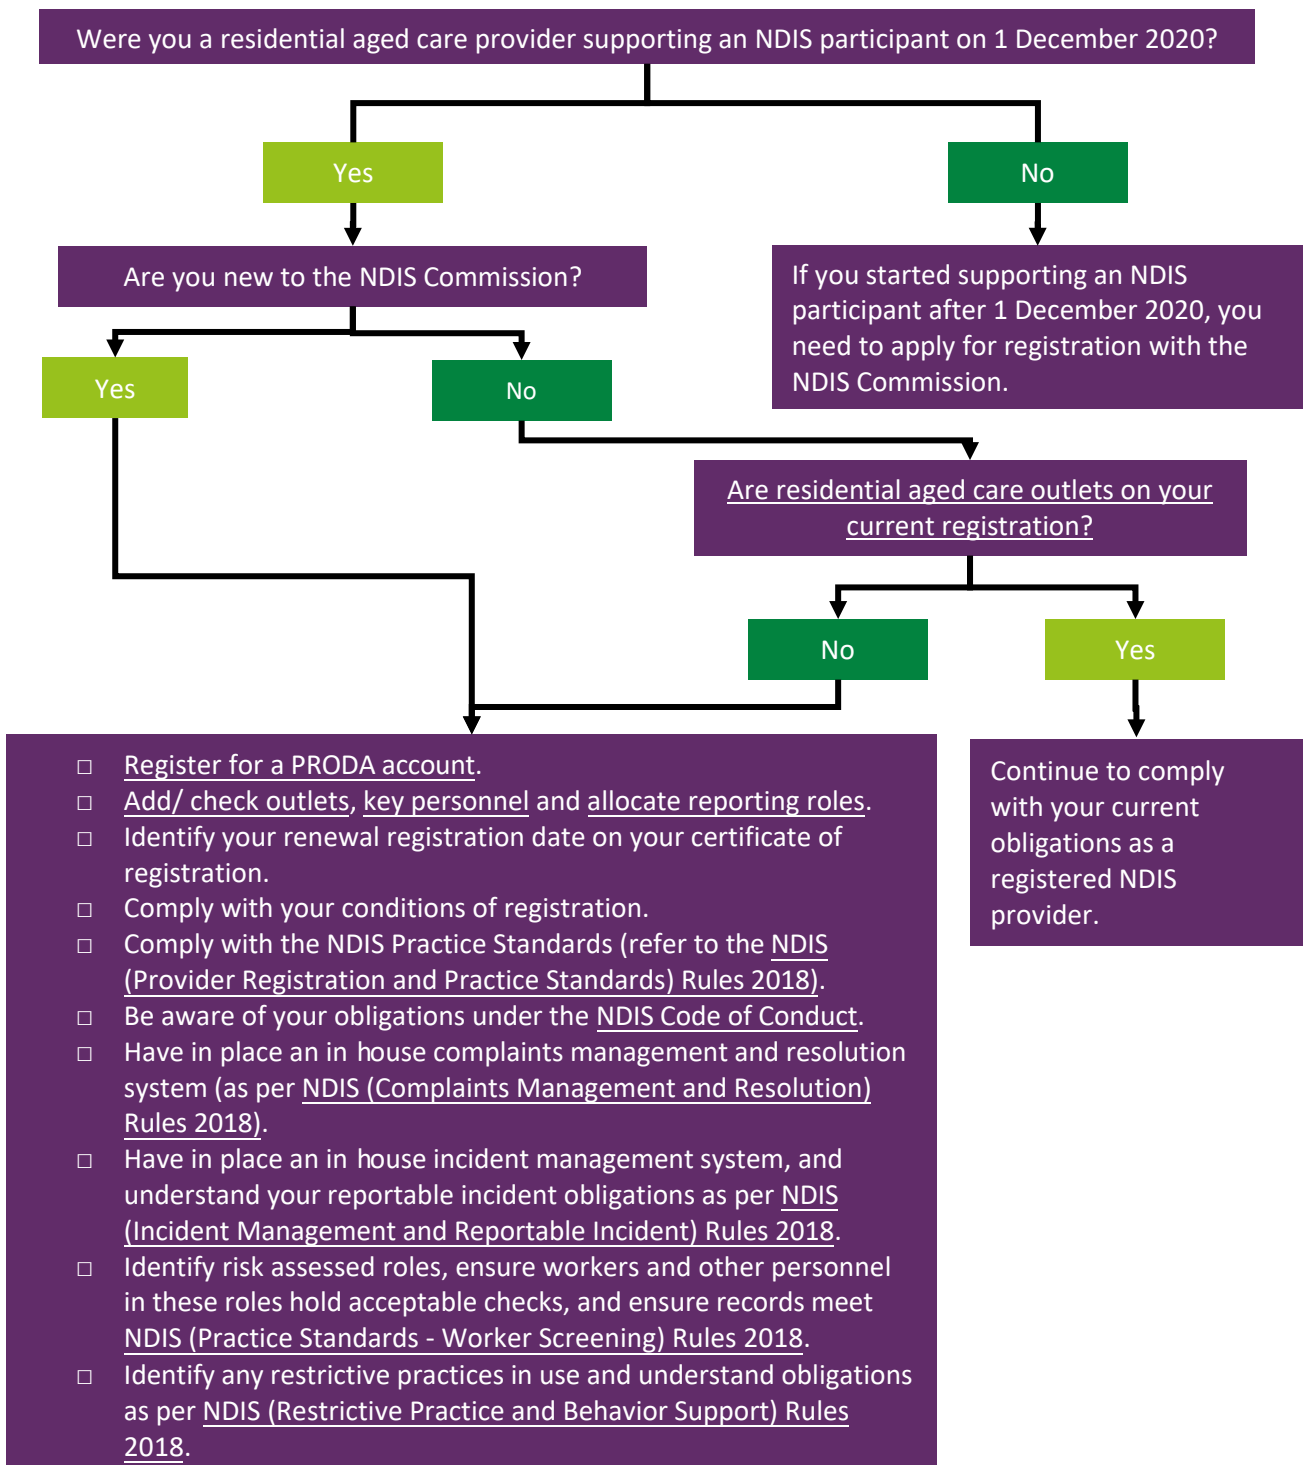 Were you a residential aged care provider supporting an NDIS participant on 1 December 2020?
Yes
No
Are you new to the NDIS Commission?
If you started supporting an NDIS
participant after 1 December 2020, you
need to apply for registration with the
NDIS Commission.
Yes
No
Are residential aged care outlets on your
current registration?
No
Yes
□ Register for a PRODA account.
□ Add/ check outlets, key personnel and allocate reporting roles.
□ Identify your renewal registration date on your certificate of
registration.
□ Comply with your conditions of registration.
□ Comply with the NDIS Practice Standards (refer to the NDIS
(Provider Registration and Practice Standards) Rules 2018).
□ Be aware of your obligations under the NDIS Code of Conduct.
□ Have in place an in house complaints management and resolution
system (as per NDIS (Complaints Management and Resolution)
Rules 2018).
□ Have in place an in house incident management system, and
understand your reportable incident obligations as per NDIS
(Incident Management and Reportable Incident) Rules 2018.
□ Identify risk assessed roles, ensure workers and other personnel
in these roles hold acceptable checks, and ensure records meet
NDIS (Practice Standards - Worker Screening) Rules 2018.
□ Identify any restrictive practices in use and understand obligations
as per NDIS (Restrictive Practice and Behavior Support) Rules
2018.
Continue to comply
with your current
obligations as a
registered NDIS
provider.